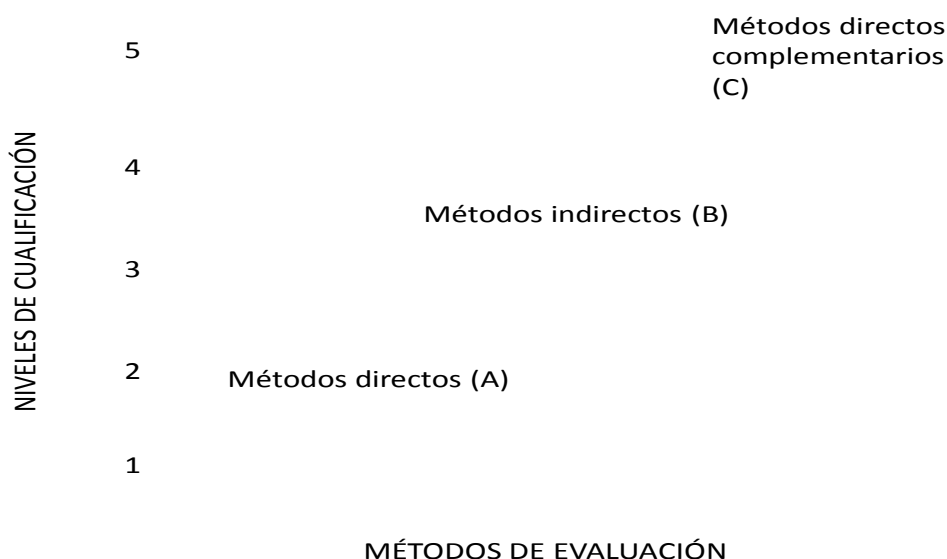 Métodos directos
complementarios
(C)
5
NIVELES DE CUALIFICACIÓN
4
Métodos indirectos (B)
3
2
Métodos directos (A)
1
MÉTODOS DE EVALUACIÓN